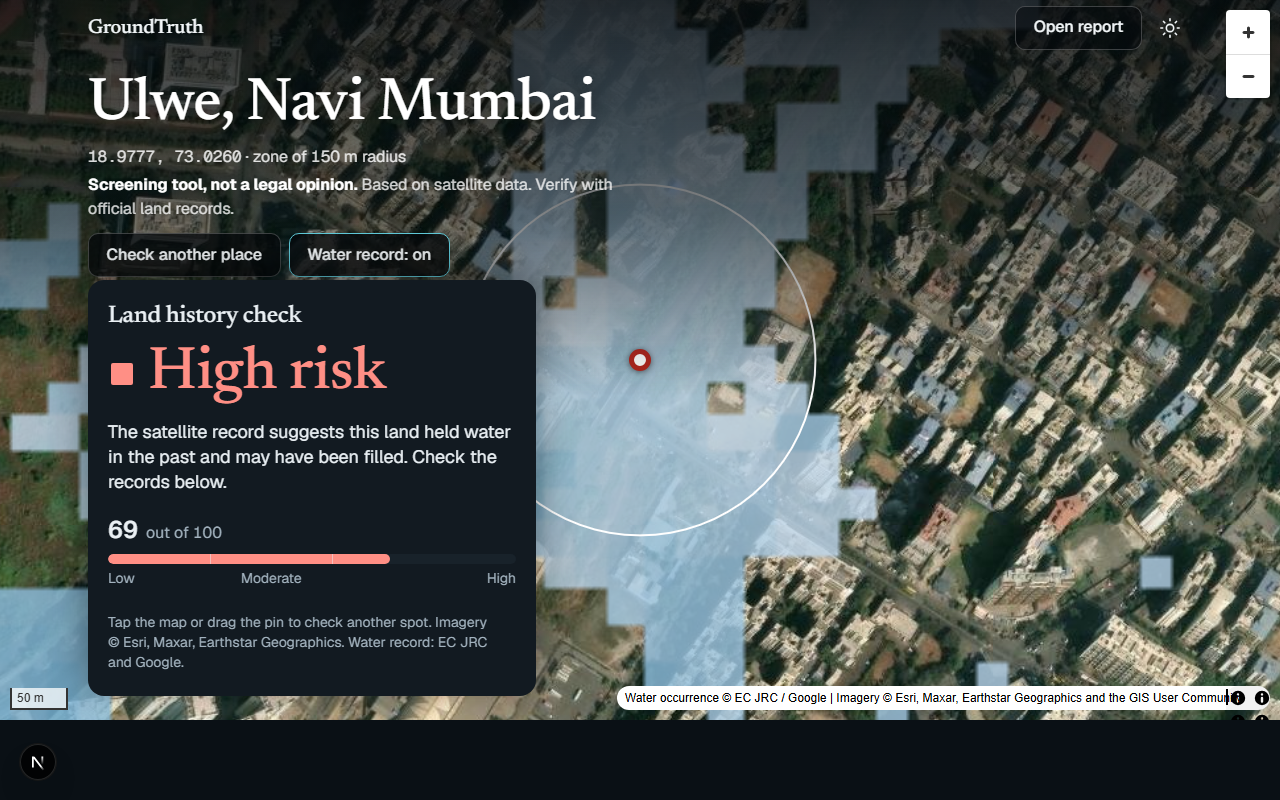 GroundTruth
Open report
+
Ulwe, Navi Mumbai
−
18.9777, 73.0260 · zone of 150 m radius
Screening tool, not a legal opinion. Based on satellite data. Verify with
official land records.
Check another place
Water record: on
Land history check
High risk
The satellite record suggests this land held water
in the past and may have been filled. Check the
records below.
69 out of 100
Low Moderate High
Tap the map or drag the pin to check another spot. Imagery
© Esri, Maxar, Earthstar Geographics. Water record: EC JRC
and Google.
50 m
Water occurrence © EC JRC / Google | Imagery © Esri, Maxar, Earthstar Geographics and the GIS User
N